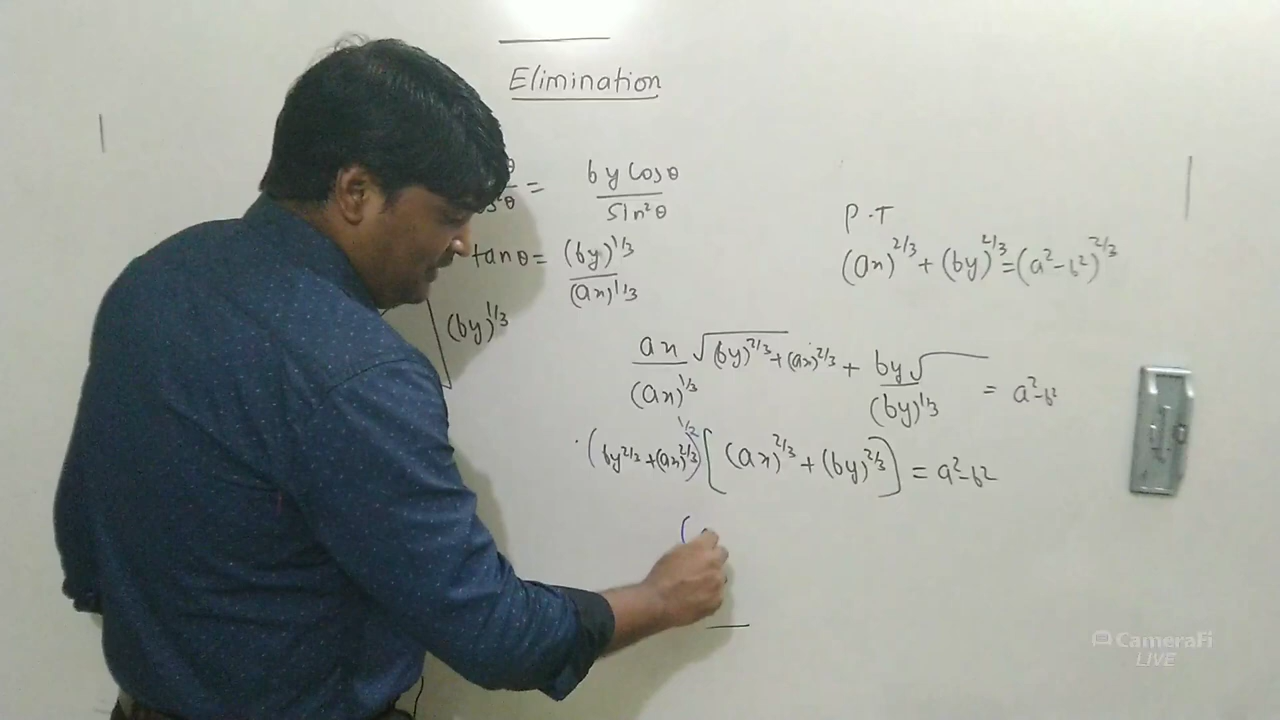 Elimination
θ/cos²θ = by Cosθ/Sin²θ
tanθ = (by)^1/3/(ax)^1/3
(by)^1/3
P.T
(ax)^2/3 + (by)^2/3 = (a²-b²)^2/3
ax/(ax)^1/3 √(by)^2/3 + (ax)^2/3 + by√/(by)^1/3 = a²-b²
(by^2/3 + (ax)^2/3)^1/2 [(ax)^2/3 + (by)^2/3] = a²-b²
(
CameraFi
LIVE